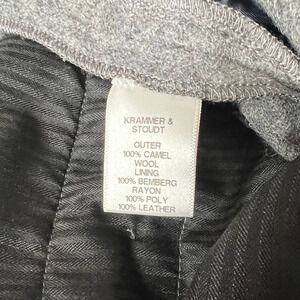 KRAMMER &
STOUDT
OUTER
100% CAMEL
WOOL
LINING
100% BEMBERG
RAYON
100% POLY
100% LEATHER